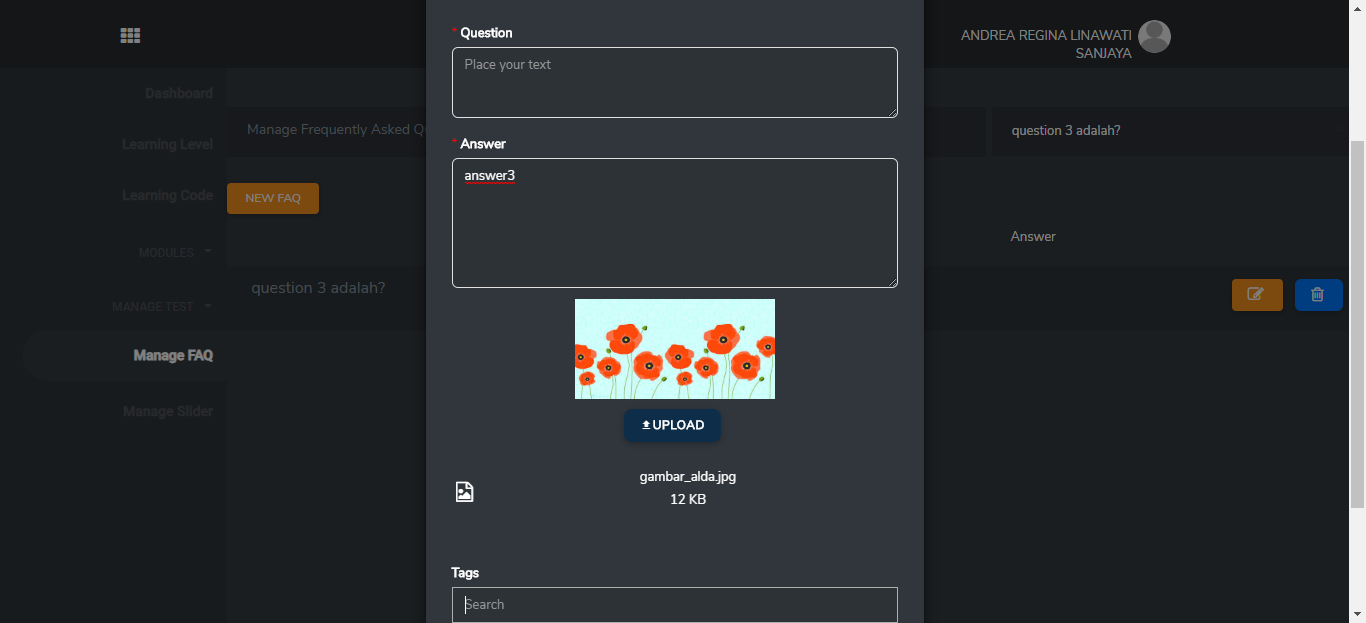 ANDREA REGINA LINAWATI
SANJAYA
Dashboard
Learning Level
Learning Code
MODULES
MANAGE TEST
Manage FAQ
Manage Slider
Manage Frequently Asked Q
question 3 adalah?
NEW FAQ
Answer
question 3 adalah?
* Question
Place your text
* Answer
answer3
UPLOAD
gambar_alda.jpg
12 KB
Tags
Search